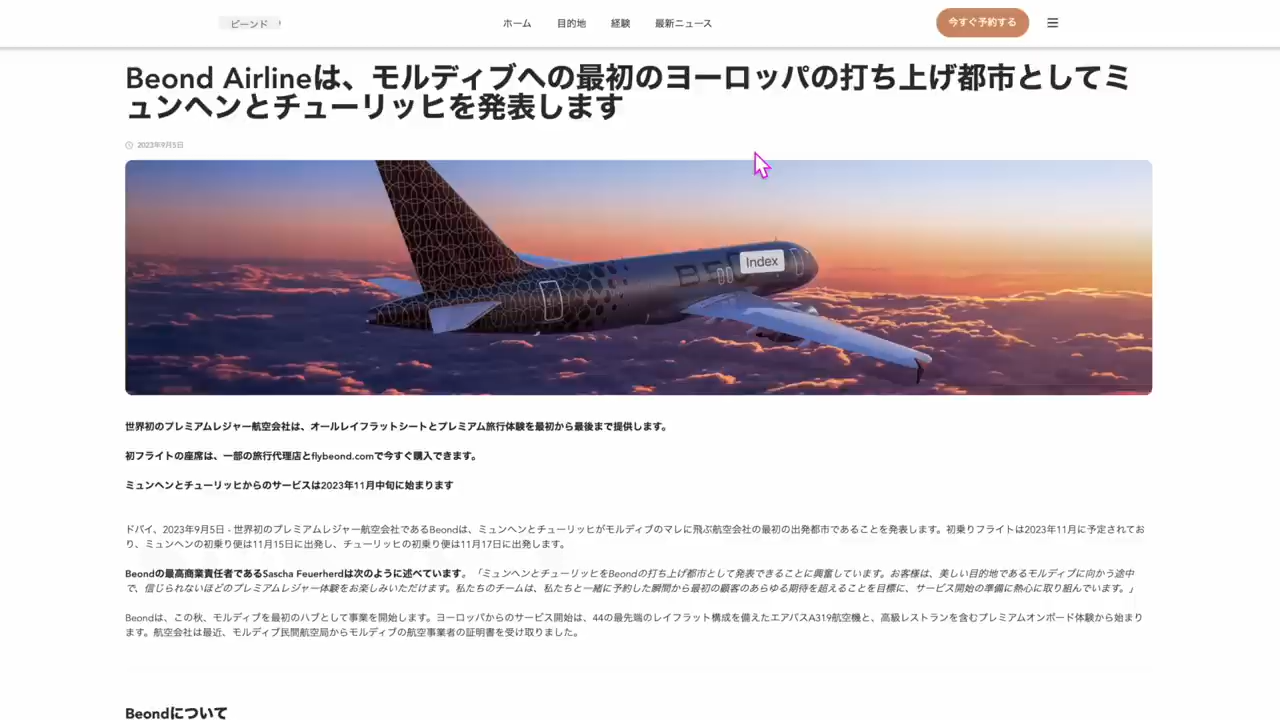 ビーンド
ホーム
目的地
経験
最新ニュース
今すぐ予約する
Beond Airlineは、モルディブへの最初のヨーロッパの打ち上げ都市としてミ
ュンヘンとチューリッヒを発表します
2023年9月5日
Index
世界初のプレミアムレジャー航空会社は、オールレイフラットシートとプレミアム旅行体験を最初から最後まで提供します。
初フライトの座席は、一部の旅行代理店とflybeond.comで今すぐ購入できます。
ミュンヘンとチューリッヒからのサービスは2023年11月中旬に始まります
ドバイ、2023年9月5日 - 世界初のプレミアムレジャー航空会社であるBeondは、ミュンヘンとチューリッヒがモルディブのマレに飛ぶ航空会社の最初の出発都市であることを発表します。初乗りフライトは2023年11月に予定されてお
り、ミュンヘンの初乗り便は11月15日に出発し、チューリッヒの初乗り便は11月17日に出発します。
Beondの最高商業責任者であるSascha Feuerherdは次のように述べています。「ミュンヘンとチューリッヒをBeondの打ち上げ都市として発表できることに興奮しています。お客様は、美しい目的地であるモルディブに向かう途中
で、信じられないほどのプレミアムレジャー体験をお楽しみいただけます。私たちのチームは、私たちと一緒に予約した瞬間から最初の顧客のあらゆる期待を超えることを目標に、サービス開始の準備に熱心に取り組んでいます。」
Beondは、この秋、モルディブを最初のハブとして事業を開始します。ヨーロッパからのサービス開始は、44の最先端のレイフラット構成を備えたエアバスA319航空機と、高級レストランを含むプレミアムオンボード体験から始まり
ます。航空会社は最近、モルディブ民間航空局からモルディブの航空事業者の証明書を受け取りました。
Beondについて